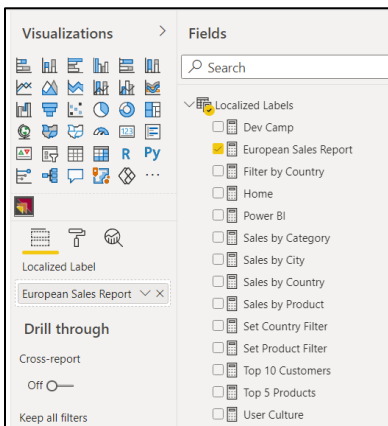 Visualizations
R Py
123
Localized Label
European Sales Report
Drill through
Cross-report
Off
Keep all filters
Fields
Search
Localized Labels
Dev Camp
European Sales Report
Filter by Country
Home
Power BI
Sales by Category
Sales by City
Sales by Country
Sales by Product
Set Country Filter
Set Product Filter
Top 10 Customers
Top 5 Products
User Culture